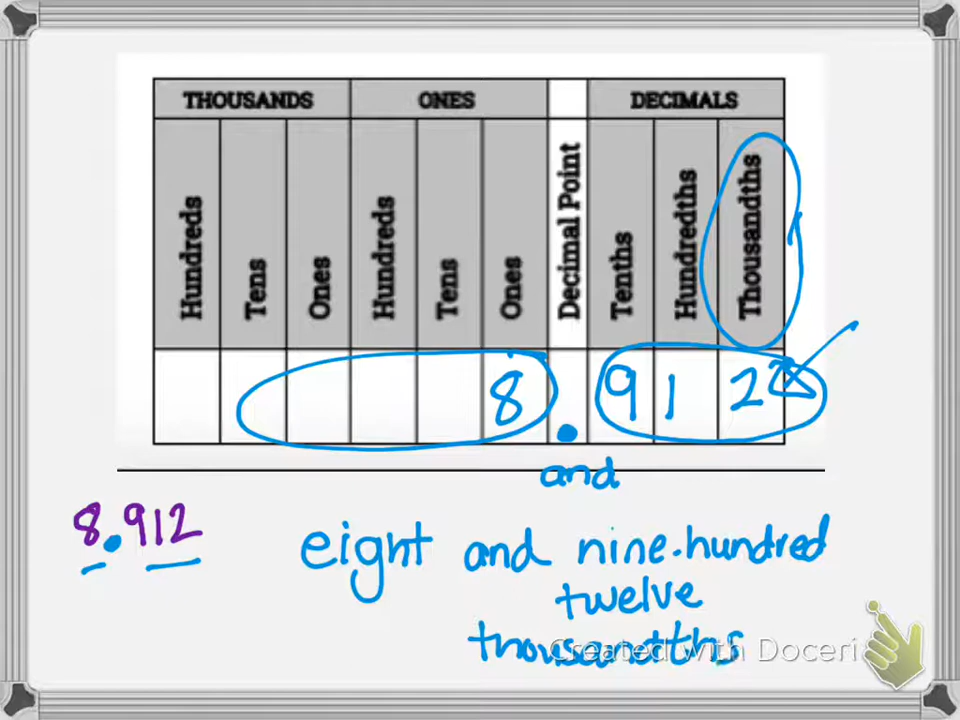 THOUSANDS ONES DECIMALS
Hundreds Tens Ones Hundreds Tens Ones Decimal Point Tenths Hundredths Thousandths
8 . 9 1 2
and
8.912 eight and nine-hundred
twelve
thousandths
Created with Doceri